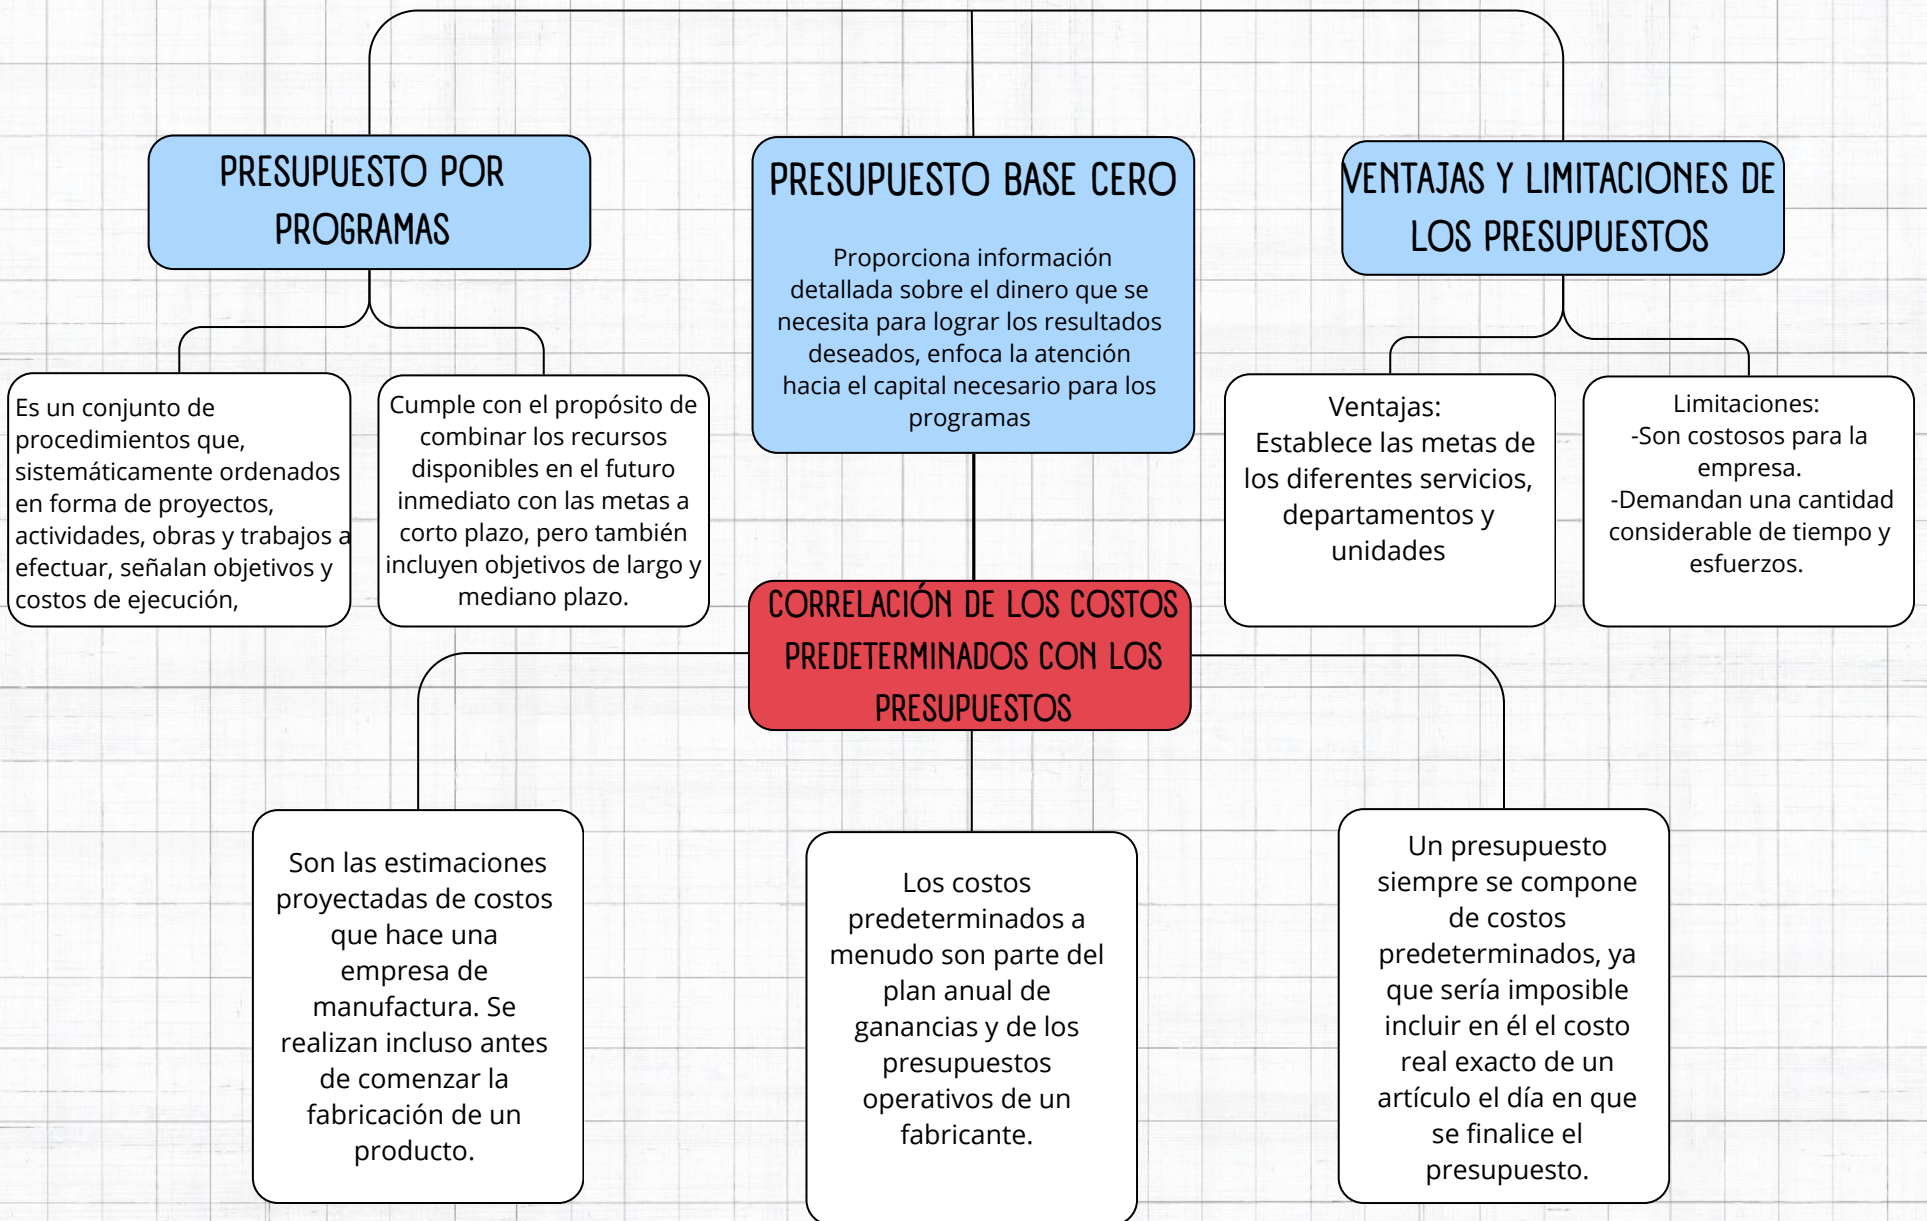 PRESUPUESTO POR
PROGRAMAS
Es un conjunto de
procedimientos que,
sistemáticamente ordenados
en forma de proyectos,
actividades, obras y trabajos a
efectuar, señalan objetivos y
costos de ejecución,
Cumple con el propósito de
combinar los recursos
disponibles en el futuro
inmediato con las metas a
corto plazo, pero también
incluyen objetivos de largo y
mediano plazo.
PRESUPUESTO BASE CERO
Proporciona información
detallada sobre el dinero que se
necesita para lograr los resultados
deseados, enfoca la atención
hacia el capital necesario para los
programas
VENTAJAS Y LIMITACIONES DE
LOS PRESUPUESTOS
Ventajas:
Establece las metas de
los diferentes servicios,
departamentos y
unidades
Limitaciones:
-Son costosos para la
empresa.
-Demandan una cantidad
considerable de tiempo y
esfuerzos.
CORRELACIÓN DE LOS COSTOS
PREDETERMINADOS CON LOS
PRESUPUESTOS
Son las estimaciones
proyectadas de costos
que hace una
empresa de
manufactura. Se
realizan incluso antes
de comenzar la
fabricación de un
producto.
Los costos
predeterminados a
menudo son parte del
plan anual de
ganancias y de los
presupuestos
operativos de un
fabricante.
Un presupuesto
siempre se compone
de costos
predeterminados, ya
que sería imposible
incluir en él el costo
real exacto de un
artículo el día en que
se finalice el
presupuesto.